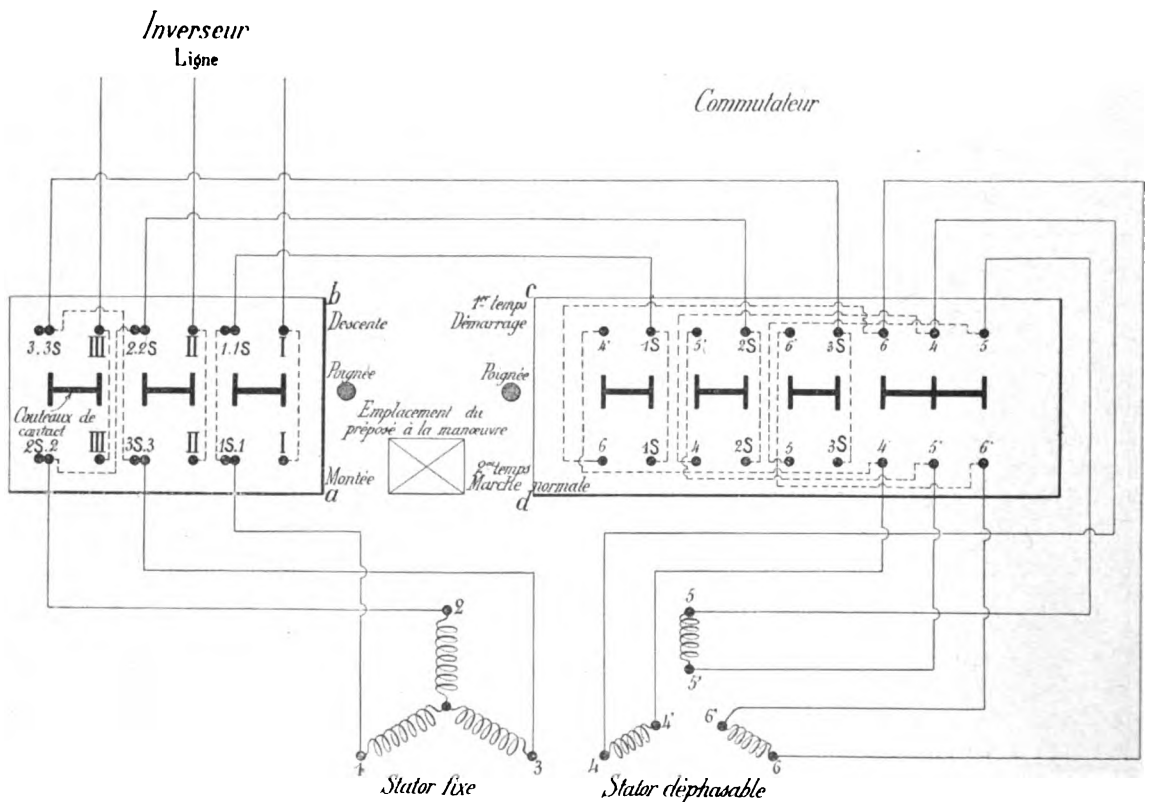 Inverseur
Ligne
Commutateur
b
Descente
3.3S III 2.2S II 1.1S I
Poignée
Couteaux de
contact
2S.2 III 3S.3 II 1S.1 I
Montée
a
Emplacement du
préposé à la manœuvre
c
1er temps
Démarrage
4' 1S 5' 2S 6' 3S 6 4 5
Poignée
6 1S 4 2S 5 3S 4' 5' 6'
2me temps
Marche normale
d
2
1
3
Stator fixe
5
5'
4'
6'
4
6
Stator déphasable